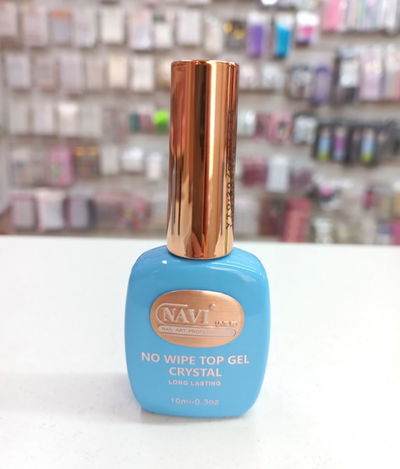 NAVI
NAIL ART PROFESSIONAL
NO WIPE TOP GEL
CRYSTAL
LONG LASTING
10ml-0.3oz